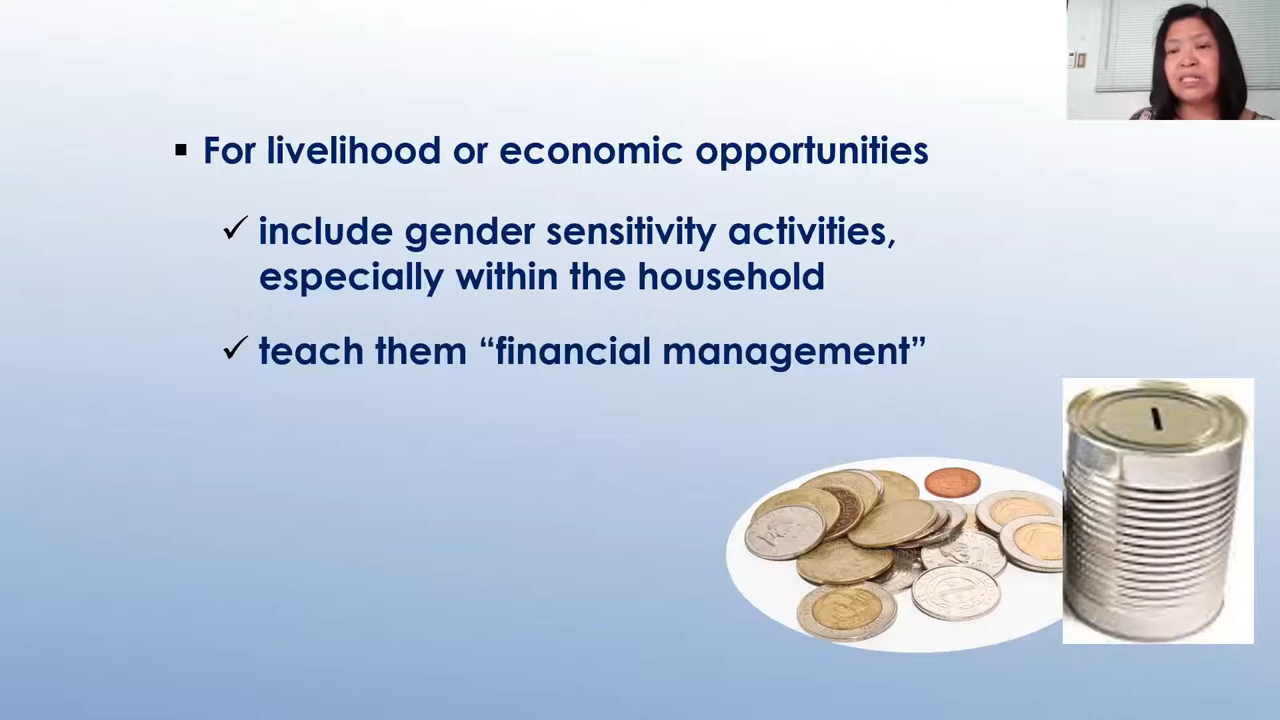 ▪ For livelihood or economic opportunities
✓ include gender sensitivity activities,
especially within the household
✓ teach them “financial management”